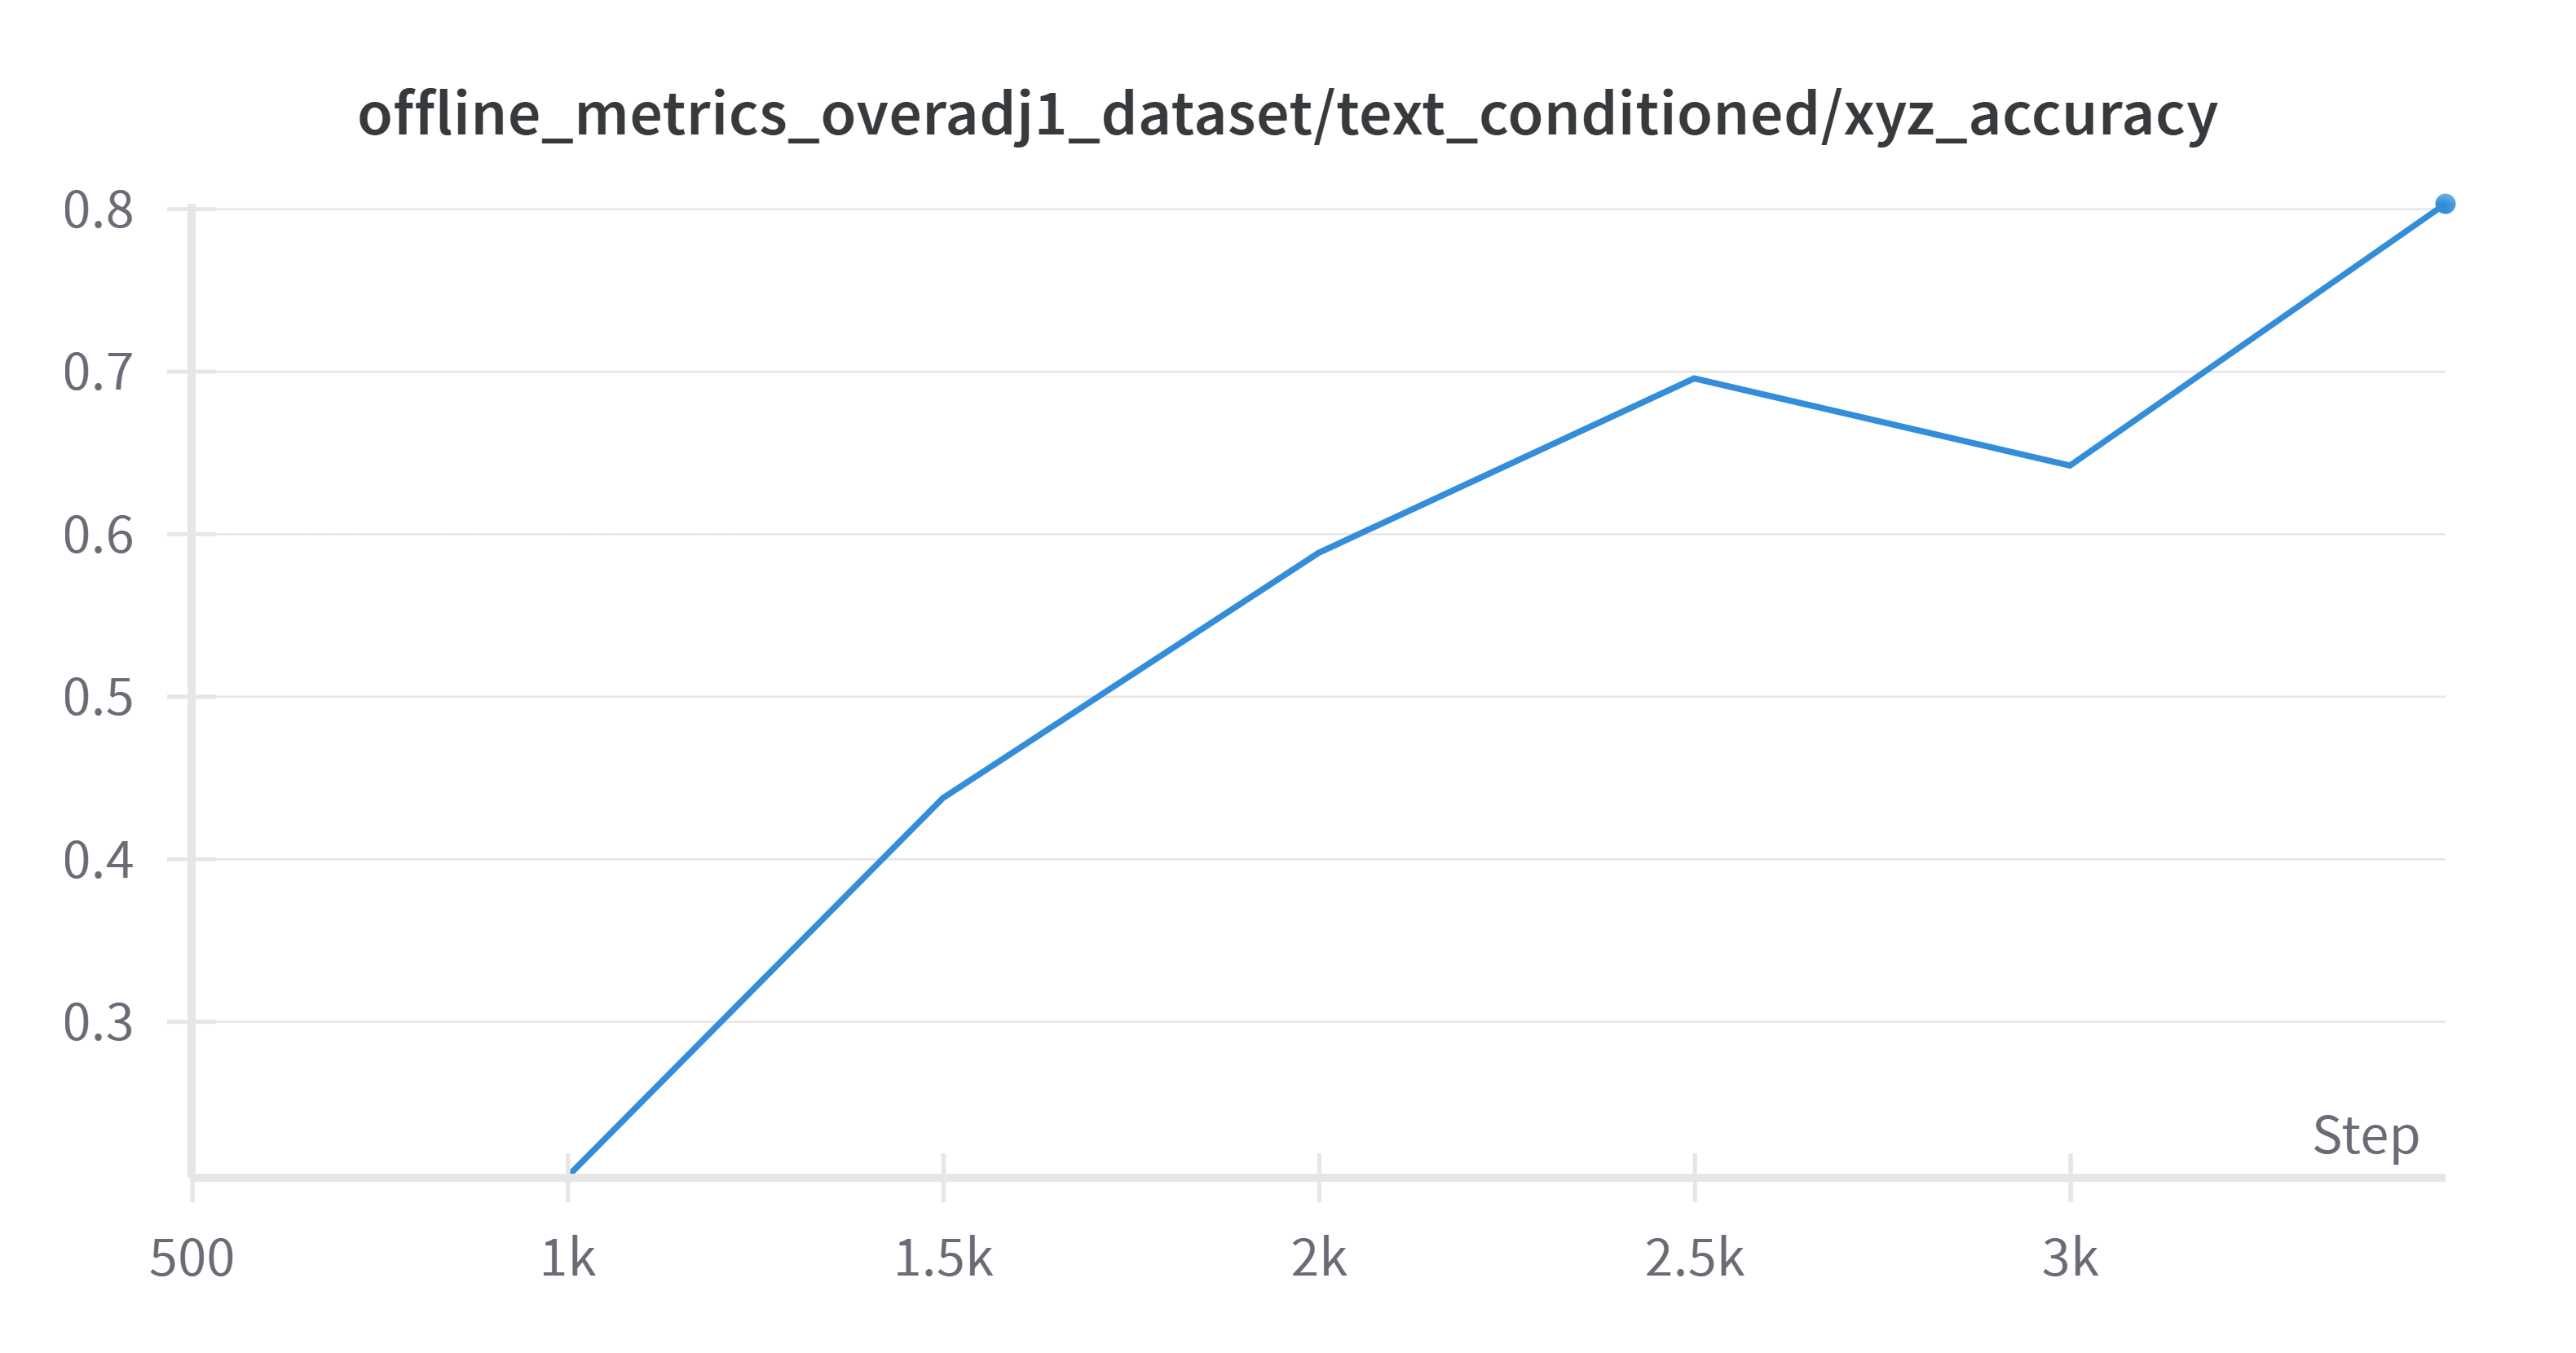 offline_metrics_overadj1_dataset/text_conditioned/xyz_accuracy
0.8
0.7
0.6
0.5
0.4
0.3
Step
500 1k 1.5k 2k 2.5k 3k